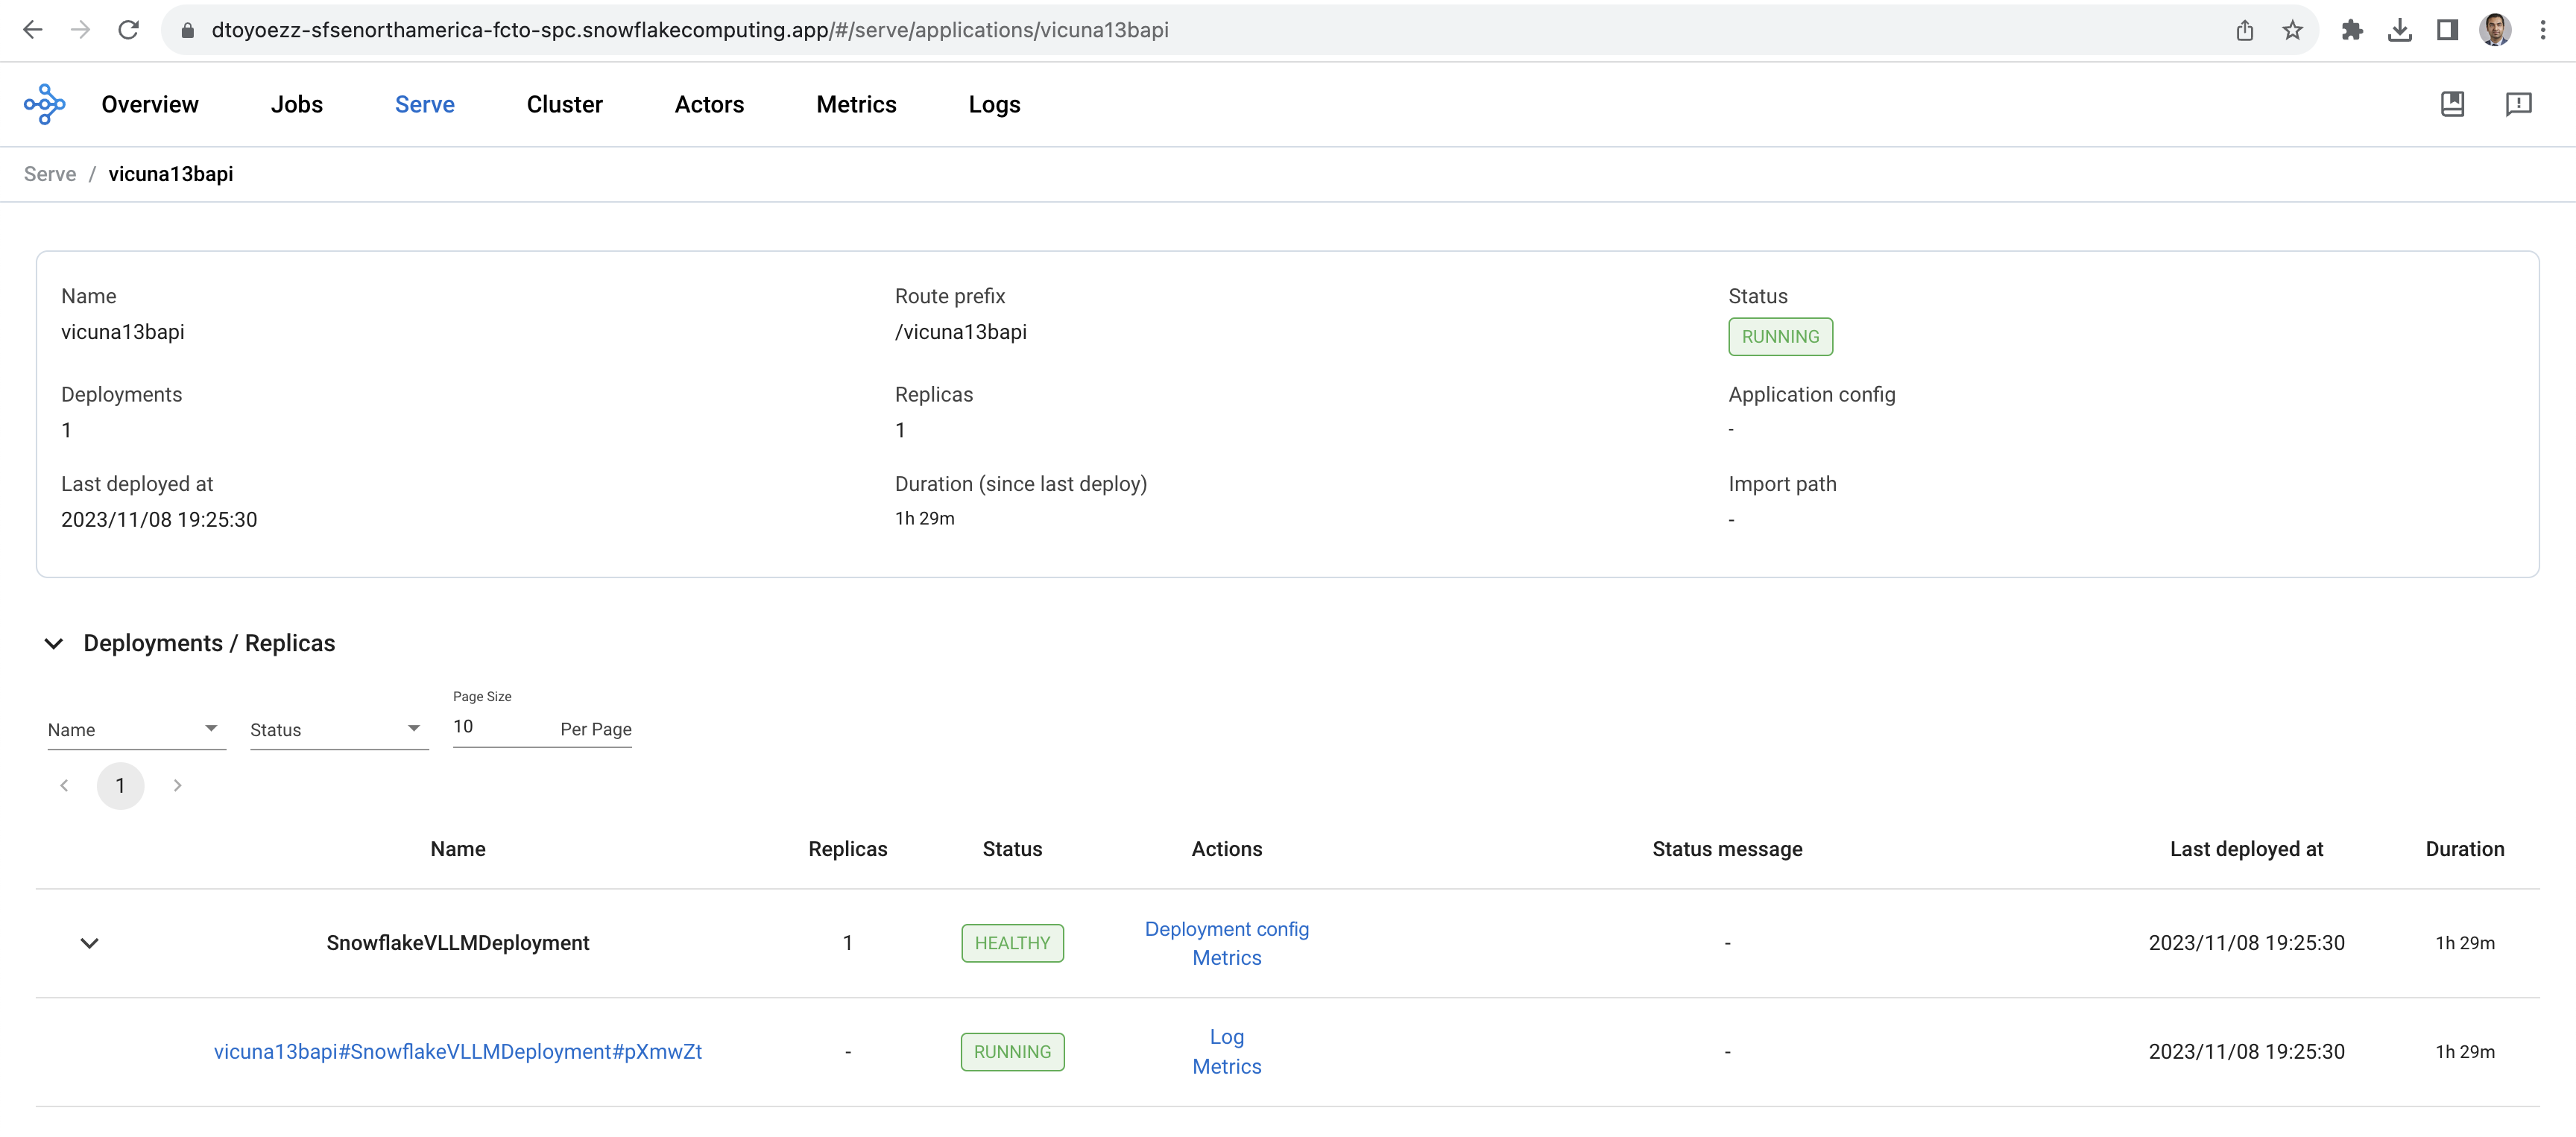 dtoyoezz-sfsenorthamerica-fcto-spc.snowflakecomputing.app/#/serve/applications/vicuna13bapi
Overview Jobs Serve Cluster Actors Metrics Logs
Serve / vicuna13bapi
Name Route prefix Status
vicuna13bapi /vicuna13bapi RUNNING
Deployments Replicas Application config
1 1 -
Last deployed at Duration (since last deploy) Import path
2023/11/08 19:25:30 1h 29m -
Deployments / Replicas
Page Size
Name Status 10 Per Page
1
Name Replicas Status Actions Status message Last deployed at Duration
SnowflakeVLLMDeployment 1 HEALTHY Deployment config - 2023/11/08 19:25:30 1h 29m
Metrics
vicuna13bapi#SnowflakeVLLMDeployment#pXmwZt - RUNNING Log - 2023/11/08 19:25:30 1h 29m
Metrics